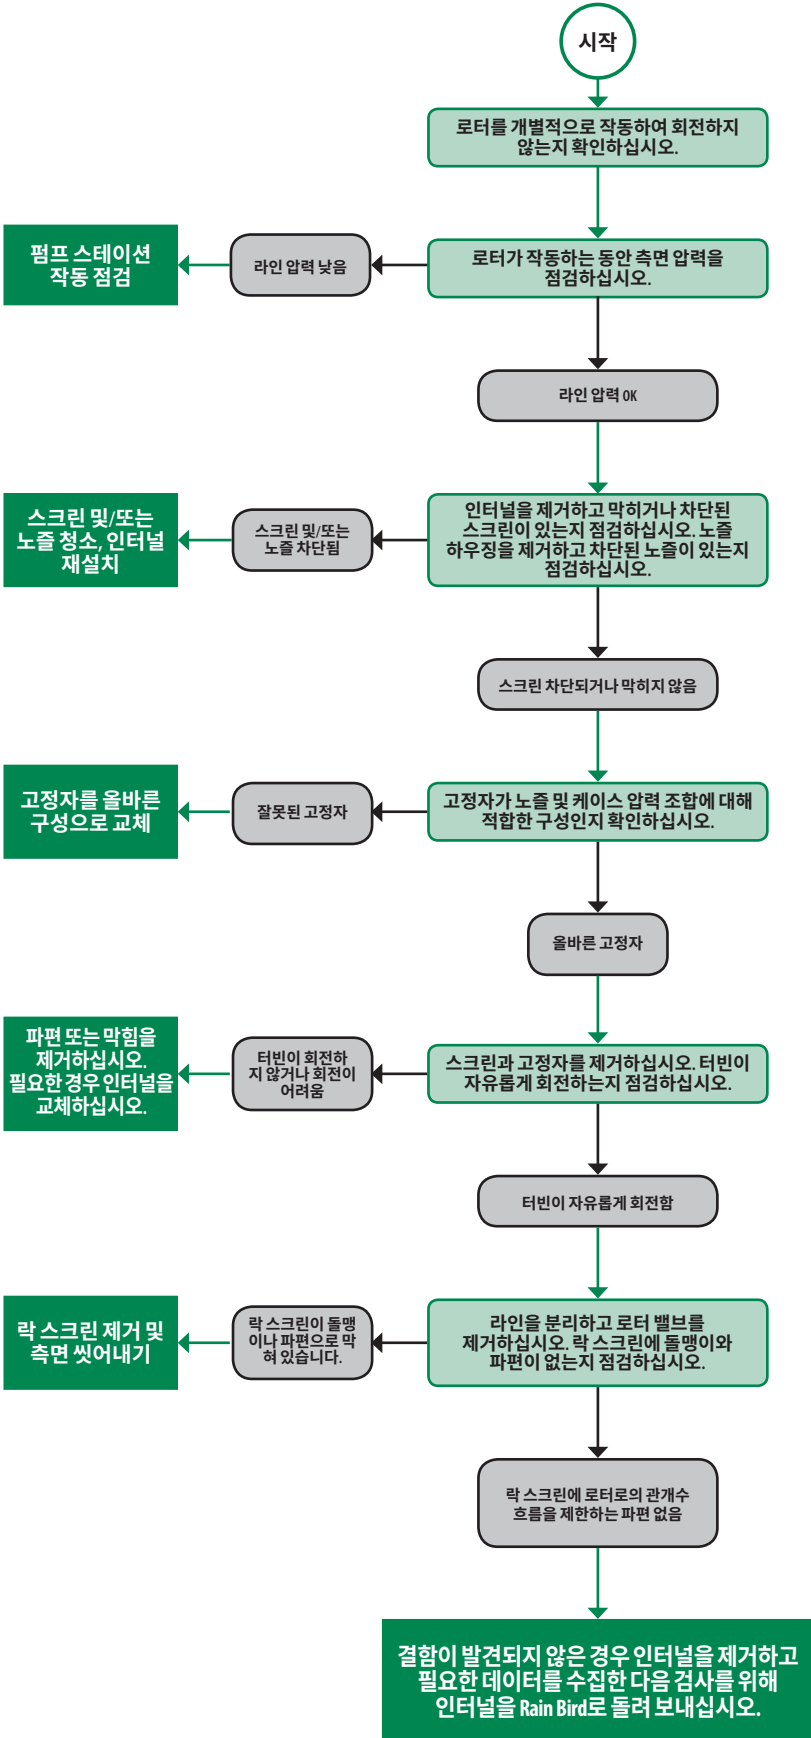 시작
로터를 개별적으로 작동하여 회전하지
않는지 확인하십시오.
펌프 스테이션
작동 점검
라인 압력 낮음
로터가 작동하는 동안 측면 압력을
점검하십시오.
라인 압력 OK
스크린 및/또는
노즐 청소, 인터널
재설치
스크린 및/또는
노즐 차단됨
인터널을 제거하고 막히거나 차단된
스크린이 있는지 점검하십시오. 노즐
하우징을 제거하고 차단된 노즐이 있는지
점검하십시오.
스크린 차단되거나 막히지 않음
고정자를 올바른
구성으로 교체
잘못된 고정자
고정자가 노즐 및 케이스 압력 조합에 대해
적합한 구성인지 확인하십시오.
올바른 고정자
파편 또는 막힘을
제거하십시오.
필요한 경우 인터널을
교체하십시오.
터빈이 회전하
지 않거나 회전이
어려움
스크린과 고정자를 제거하십시오. 터빈이
자유롭게 회전하는지 점검하십시오.
터빈이 자유롭게 회전함
락 스크린 제거 및
측면 씻어내기
락 스크린이 돌맹
이나 파편으로 막
혀 있습니다.
라인을 분리하고 로터 밸브를
제거하십시오. 락 스크린에 돌맹이와
파편이 없는지 점검하십시오.
락 스크린에 로터로의 관개수
흐름을 제한하는 파편 없음
결함이 발견되지 않은 경우 인터널을 제거하고
필요한 데이터를 수집한 다음 검사를 위해
인터널을 Rain Bird로 돌려 보내십시오.